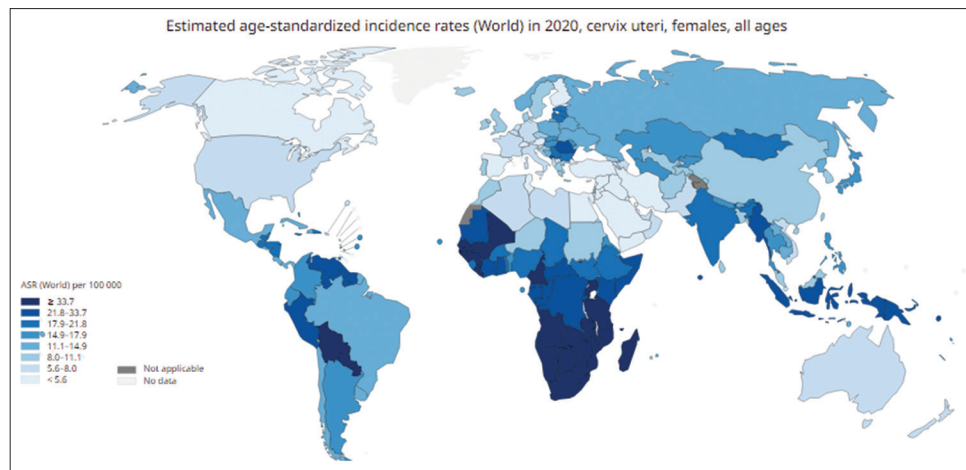 Estimated age-standardized incidence rates (World) in 2020, cervix uteri, females, all ages
ASR (World) per 100 000
≥ 33.7
21.8–33.7
17.9–21.8
14.9–17.9
11.1–14.9
8.0–11.1
5.6–8.0
< 5.6
Not applicable
No data